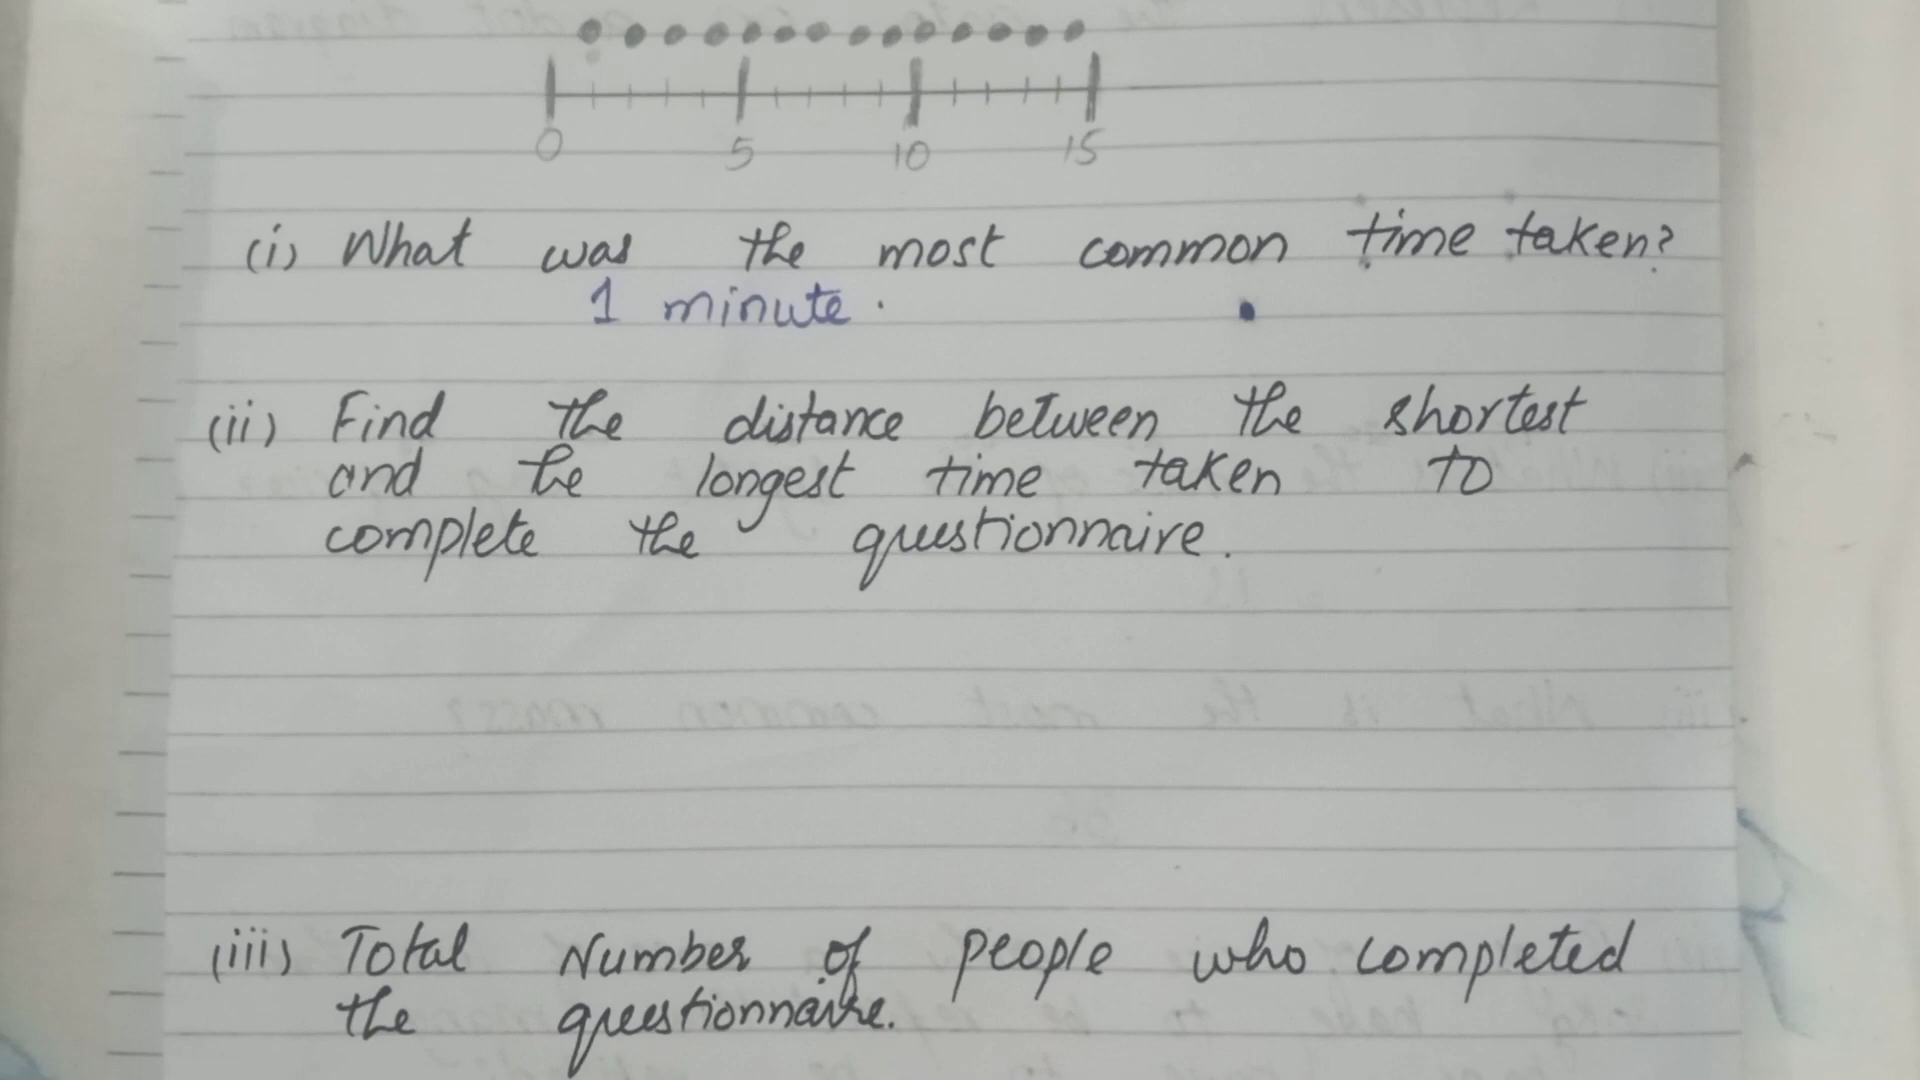 0 5 10 15
(i) What was the most common time taken?
1 minute.
(ii) Find the distance between the shortest
and the longest time taken to
complete the questionnaire.
(iii) Total Number of people who completed
the questionnaire.